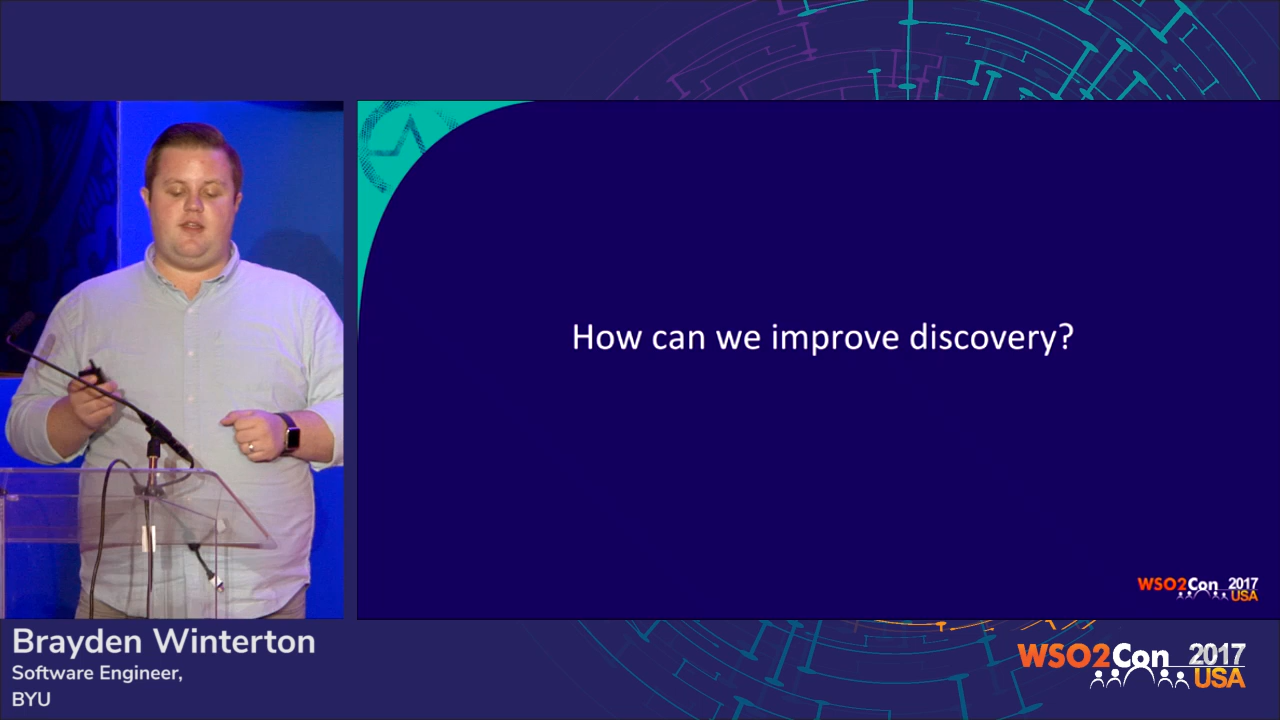 How can we improve discovery?
WSO2Con 2017
USA
Brayden Winterton
Software Engineer,
BYU
WSO2Con 2017
USA